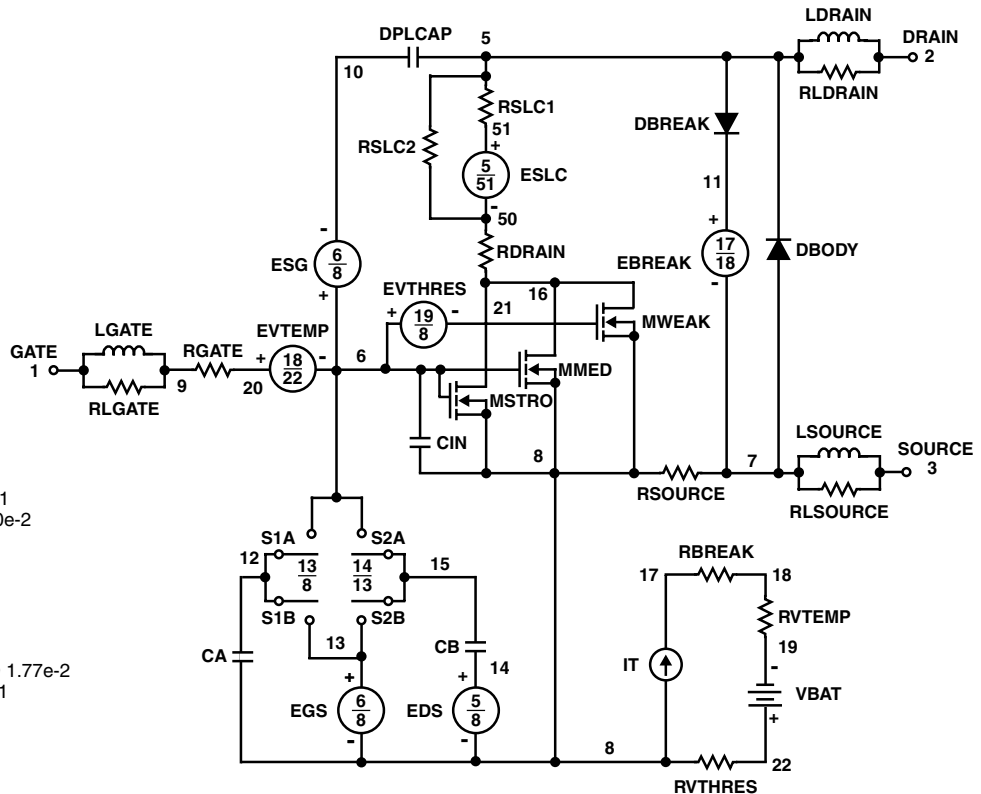 LDRAIN
DPLCAP 5 DRAIN
10 2
RSLC1 RLDRAIN
51 DBREAK
RSLC2 +
5
51 ESLC
11
-
50
- +
6
8 ESG
+
RDRAIN
17
18 EBREAK
-
DBODY
EVTHRES 16
+ 19
8 - 21 MWEAK
LGATE EVTEMP
GATE RGATE + 18
22 - 6
1 9 20 MMED
RLGATE MSTRO
CIN LSOURCE
8 7 SOURCE
3
RSOURCE RLSOURCE
1
0e-2
S1A S2A RBREAK
12 13
8 14
13 15 17 18
S1B S2B RVTEMP
13 CB 19
CA 14 IT -
1.77e-2 + + VBAT
1 EGS 6
8 EDS 5
8 +
- - 8 22
RVTHRES